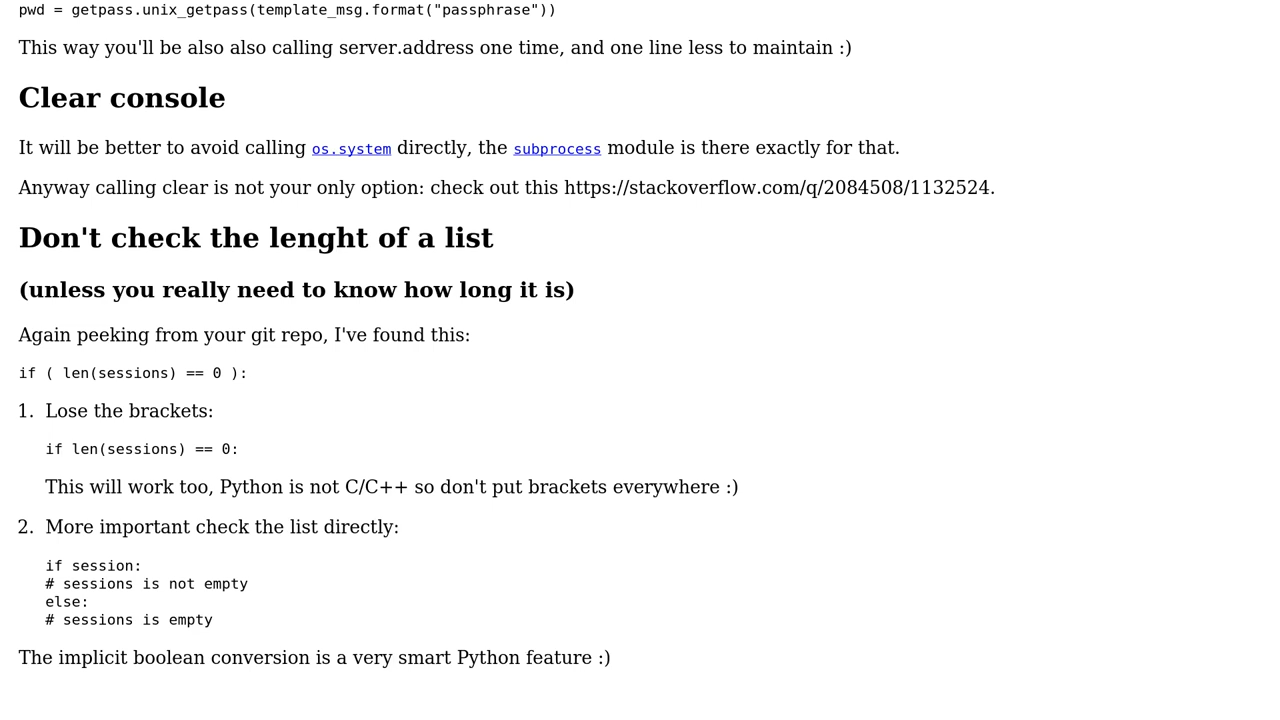 pwd = getpass.unix_getpass(template_msg.format("passphrase"))
This way you'll be also also calling server.address one time, and one line less to maintain :)
Clear console
It will be better to avoid calling os.system directly, the subprocess module is there exactly for that.
Anyway calling clear is not your only option: check out this https://stackoverflow.com/q/2084508/1132524.
Don't check the lenght of a list
(unless you really need to know how long it is)
Again peeking from your git repo, I've found this:
if ( len(sessions) == 0 ):
1. Lose the brackets:
if len(sessions) == 0:
This will work too, Python is not C/C++ so don't put brackets everywhere :)
2. More important check the list directly:
if session:
# sessions is not empty
else:
# sessions is empty
The implicit boolean conversion is a very smart Python feature :)